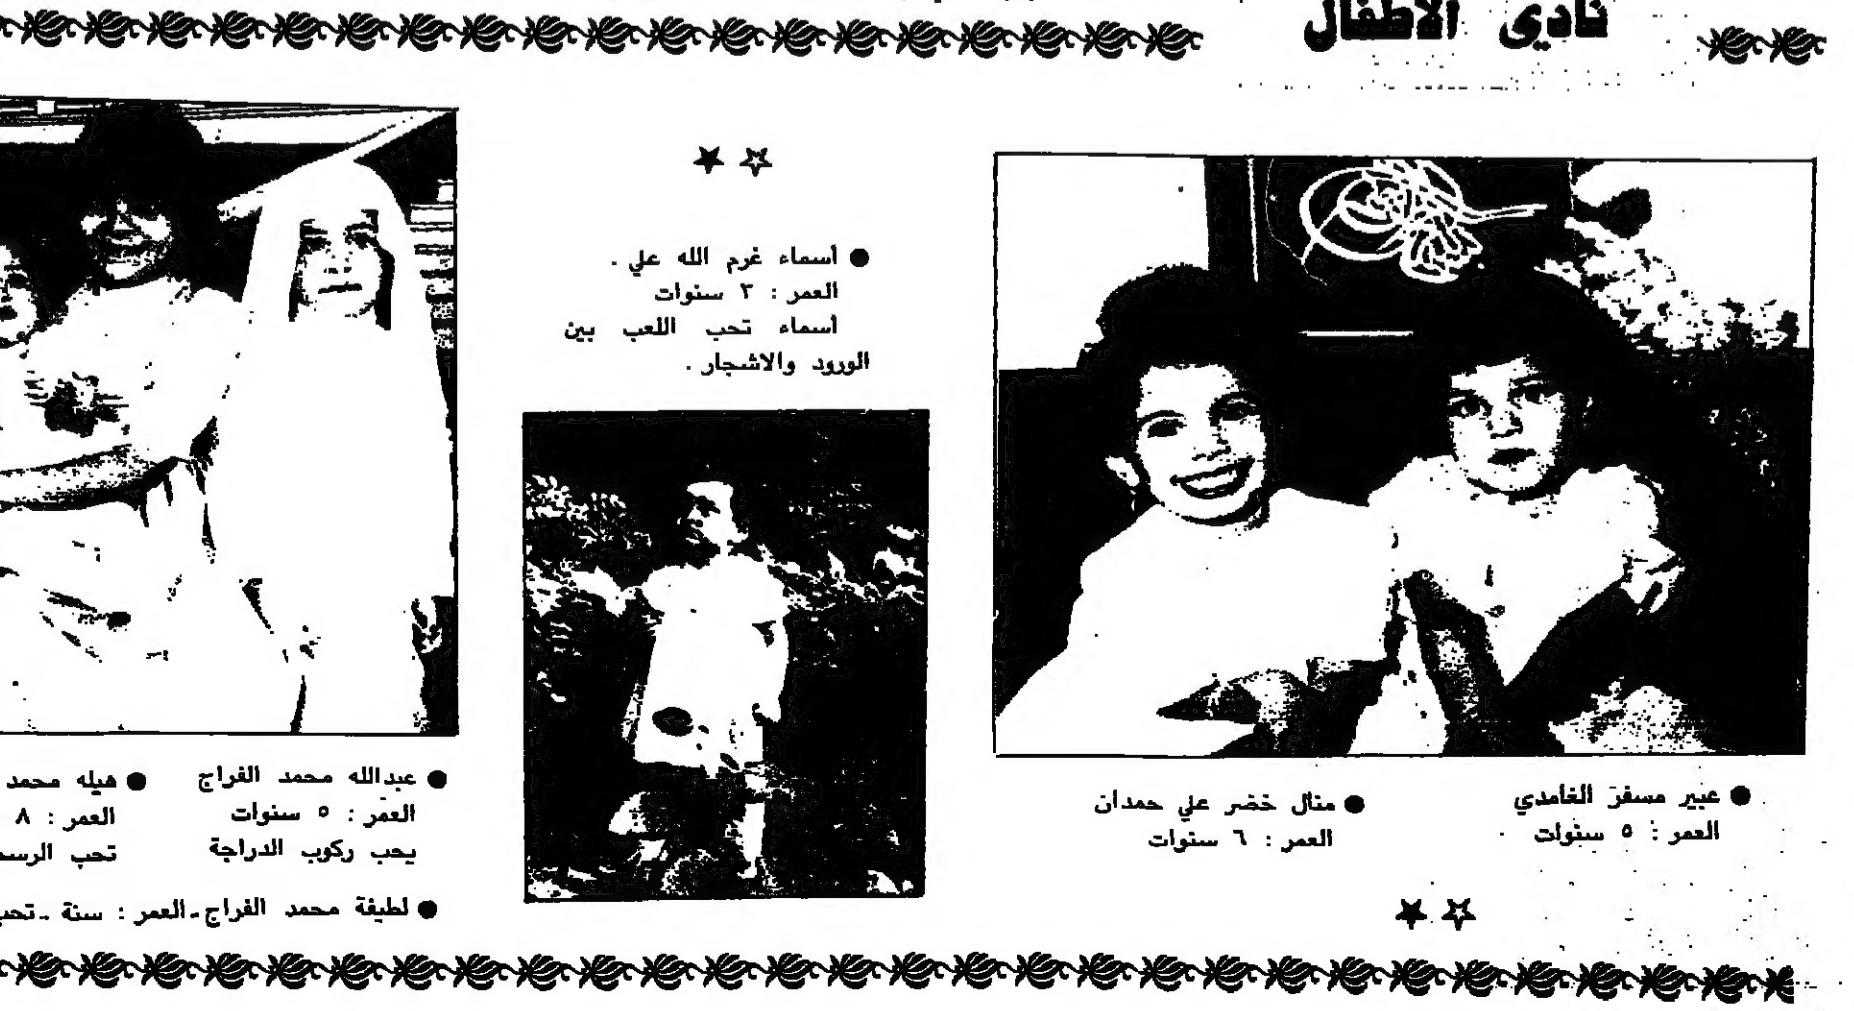 نادي الأطفال
● عبير مسفر الغامدي
العمر : ٥ سنوات
● منال خضر علي حمدان
العمر : ٦ سنوات
● أسماء غرم الله علي .
العمر : ٣ سنوات
أسماء تحب اللعب بين
الورود والاشجار .
● عبدالله محمد الفراج
العمر : ٥ سنوات
يحب ركوب الدراجة
● هيله محمد
العمر : ٨
تحب
● لطيفة محمد الفراج ـ العمر : سنة ـ